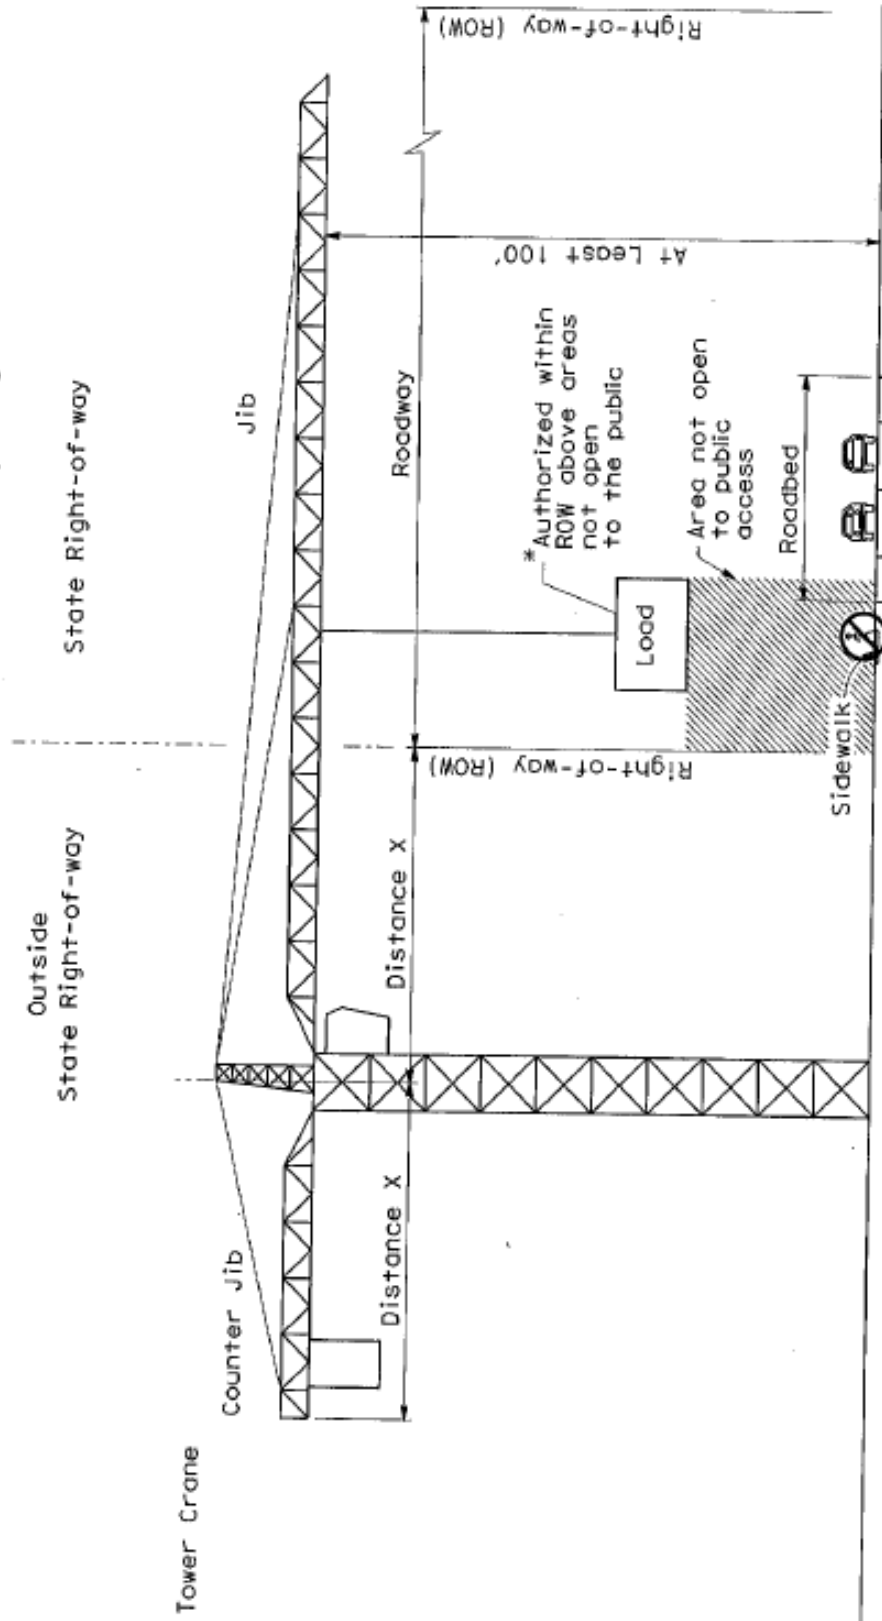 Tower Crane
Outside
State Right-of-way
State Right-of-way
Counter Jib
Jib
Distance X
Distance X
Roadway
Right-of-way (ROW)
Right-of-way (ROW)
At Least 100'
*Authorized within
ROW above areas
not open
to the public
Load
Area not open
to public
access
Roadbed
Sidewalk